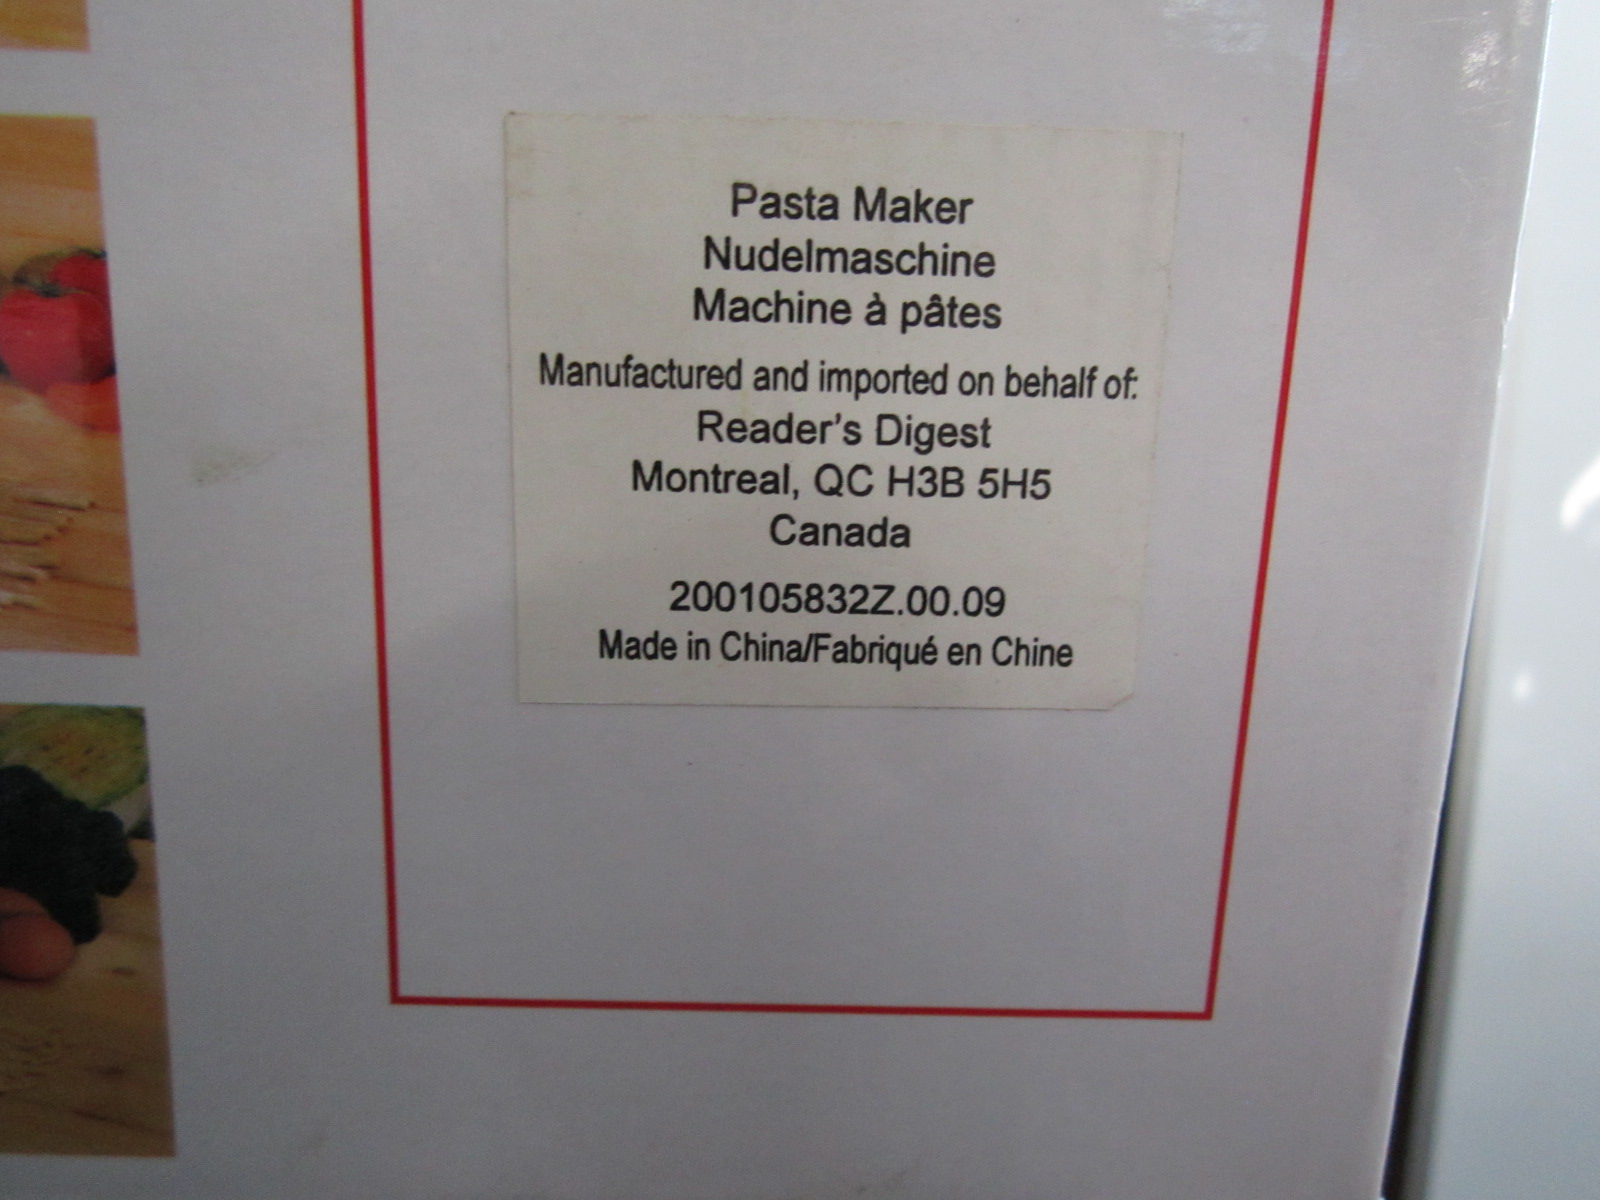 Pasta Maker
Nudelmaschine
Machine à pâtes
Manufactured and imported on behalf of:
Reader's Digest
Montreal, QC H3B 5H5
Canada
200105832Z.00.09
Made in China/Fabriqué en Chine